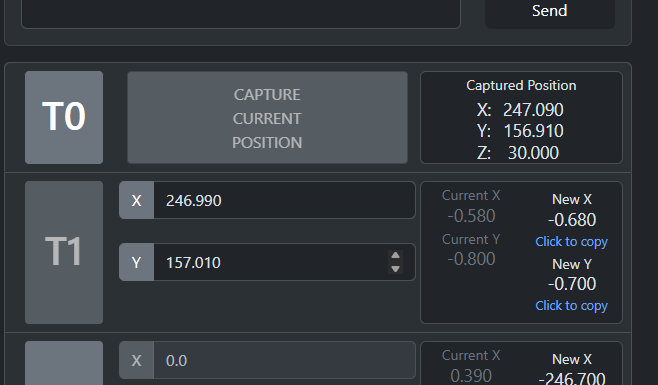 Send
T0
CAPTURE
CURRENT
POSITION
Captured Position
X: 247.090
Y: 156.910
Z: 30.000
T1
X 246.990
Y 157.010
Current X
-0.580
Current Y
-0.800
New X
-0.680
Click to copy
New Y
-0.700
Click to copy
X 0.0
Current X
0.390
New X
-246.700